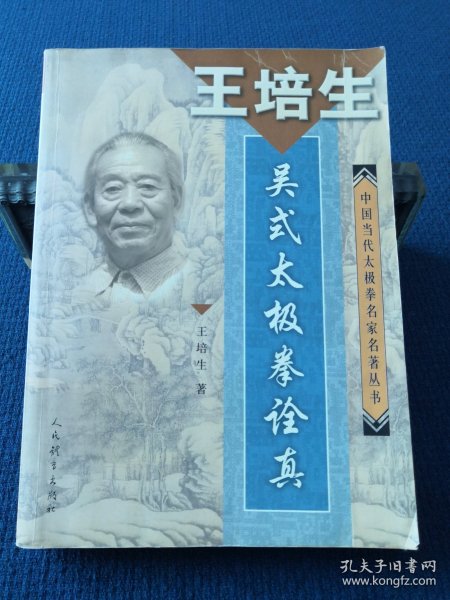 王培生
吴式太极拳诠真
中国当代太极拳名家名著丛书
王培生 著
人民体育出版社
孔夫子旧书网
www.kongfz.com